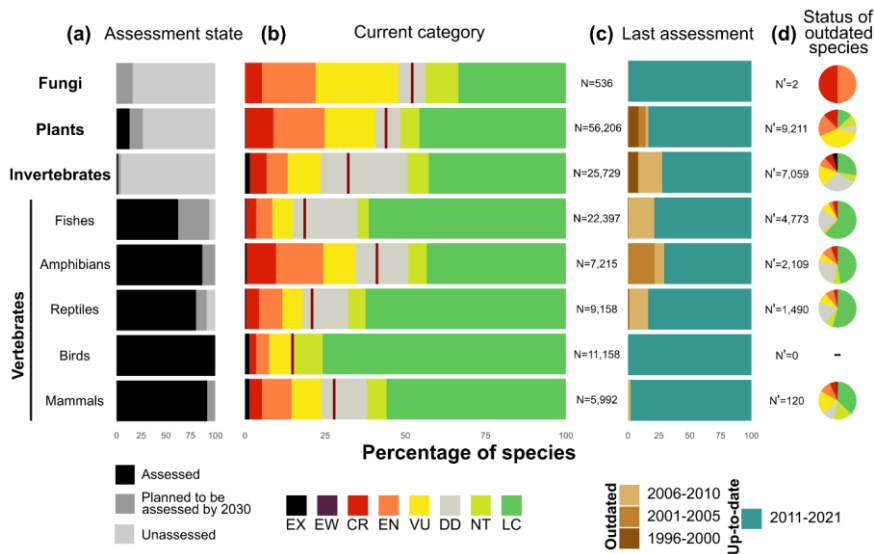 (a) Assessment state (b) Current category (c) Last assessment (d) Status of outdated species
Fungi N=536 N'=2
Plants N=56,206 N'=9,211
Invertebrates N=25,729 N'=7,059
Vertebrates
Fishes N=22,397 N'=4,773
Amphibians N=7,215 N'=2,109
Reptiles N=9,158 N'=1,490
Birds N=11,158 N'=0 -
Mammals N=5,992 N'=120
0 25 50 75 100 0 25 50 75 100 0 25 50 75 100
Percentage of species
Assessed
Planned to be assessed by 2030
Unassessed
EX EW CR EN VU DD NT LC
Outdated
2006-2010
2001-2005
1996-2000
Up-to-date
2011-2021